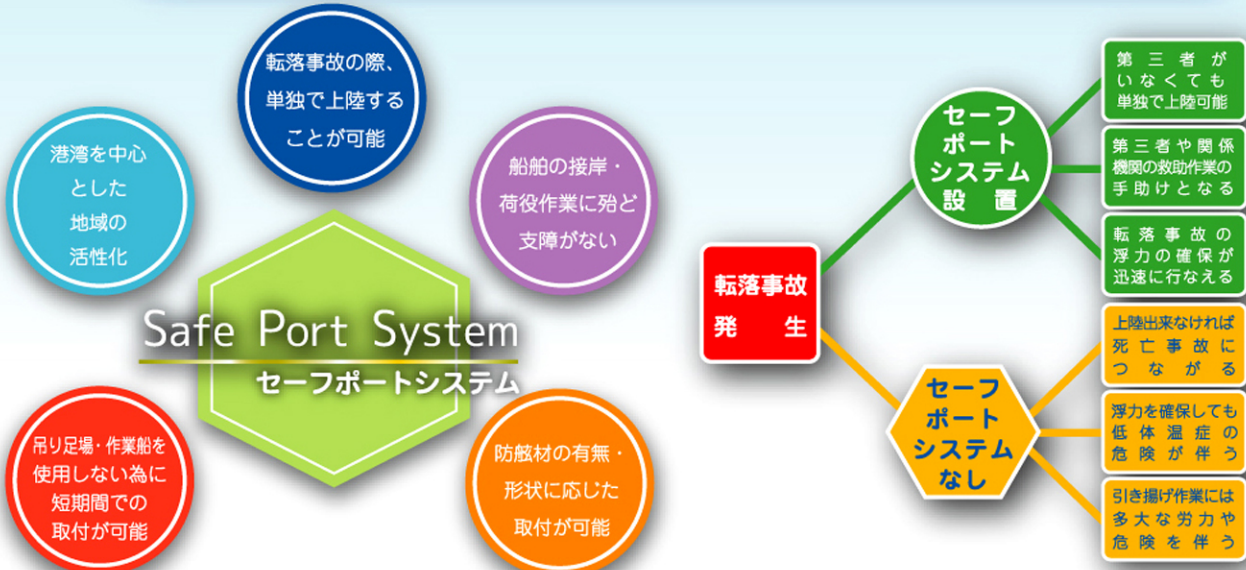 転落事故の際、
単独で上陸する
ことが可能
港湾を中心
とした
地域の
活性化
船舶の接岸・
荷役作業に殆ど
支障がない
Safe Port System
セーフポートシステム
吊り足場・作業船を
使用しない為に
短期間での
取付が可能
防舷材の有無・
形状に応じた
取付が可能
転落事故
発生
セーフ
ポート
システム
設置
第三者が
いなくても
単独で上陸可能
第三者や関係
機関の救助作業の
手助けとなる
転落事故の
浮力の確保が
迅速に行なえる
セーフ
ポート
システム
なし
上陸出来なければ
死亡事故に
つながる
浮力を確保しても
低体温症の
危険が伴う
引き揚げ作業には
多大な労力や
危険を伴う